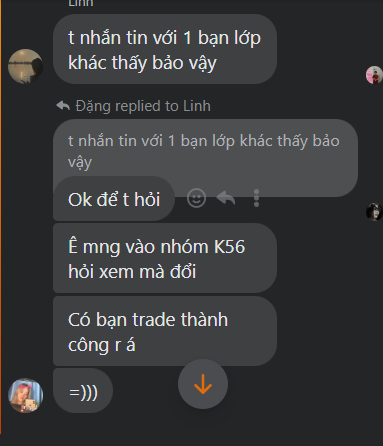 Linh
t nhắn tin với 1 bạn lớp
khác thấy bảo vậy
Đặng replied to Linh
t nhắn tin với 1 bạn lớp khác thấy bảo
vậy
Ok để t hỏi
Ê mng vào nhóm K56
hỏi xem mà đổi
Có bạn trade thành
công r á
=)))